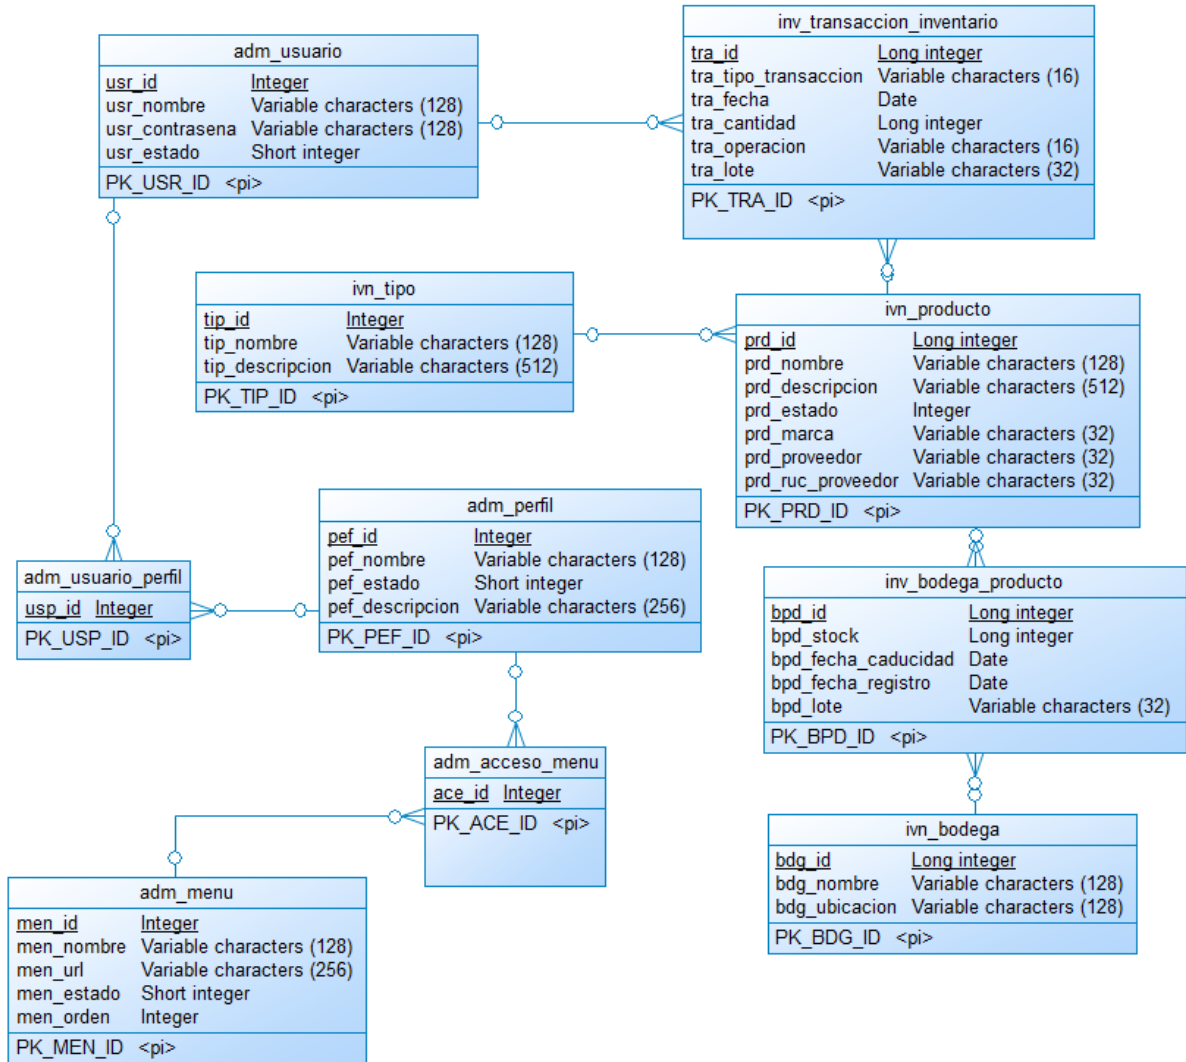 adm_usuario
usr_id Integer
usr_nombre Variable characters (128)
usr_contrasena Variable characters (128)
usr_estado Short integer
PK_USR_ID <pi>
inv_transaccion_inventario
tra_id Long integer
tra_tipo_transaccion Variable characters (16)
tra_fecha Date
tra_cantidad Long integer
tra_operacion Variable characters (16)
tra_lote Variable characters (32)
PK_TRA_ID <pi>
ivn_tipo
tip_id Integer
tip_nombre Variable characters (128)
tip_descripcion Variable characters (512)
PK_TIP_ID <pi>
ivn_producto
prd_id Long integer
prd_nombre Variable characters (128)
prd_descripcion Variable characters (512)
prd_estado Integer
prd_marca Variable characters (32)
prd_proveedor Variable characters (32)
prd_ruc_proveedor Variable characters (32)
PK_PRD_ID <pi>
adm_perfil
pef_id Integer
pef_nombre Variable characters (128)
pef_estado Short integer
pef_descripcion Variable characters (256)
PK_PEF_ID <pi>
adm_usuario_perfil
usp_id Integer
PK_USP_ID <pi>
inv_bodega_producto
bpd_id Long integer
bpd_stock Long integer
bpd_fecha_caducidad Date
bpd_fecha_registro Date
bpd_lote Variable characters (32)
PK_BPD_ID <pi>
adm_acceso_menu
ace_id Integer
PK_ACE_ID <pi>
ivn_bodega
bdg_id Long integer
bdg_nombre Variable characters (128)
bdg_ubicacion Variable characters (128)
PK_BDG_ID <pi>
adm_menu
men_id Integer
men_nombre Variable characters (128)
men_url Variable characters (256)
men_estado Short integer
men_orden Integer
PK_MEN_ID <pi>